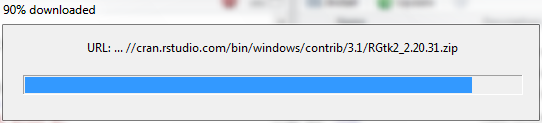 90% downloaded
URL: ... //cran.rstudio.com/bin/windows/contrib/3.1/RGtk2_2.20.31.zip